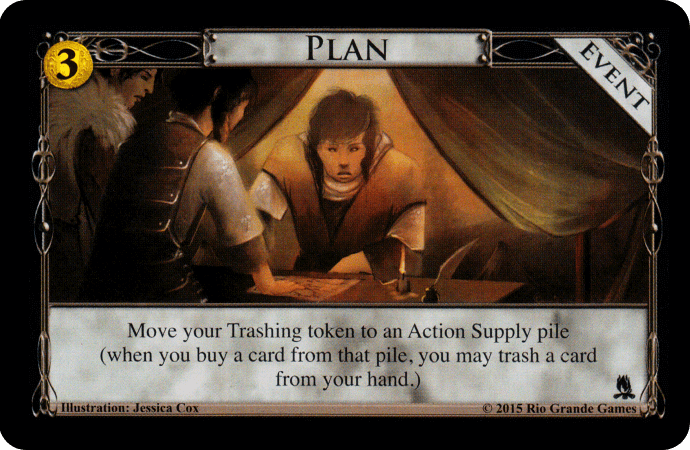 PLAN
3
EVENT
Move your Trashing token to an Action Supply pile
(when you buy a card from that pile, you may trash a card
from your hand.)
Illustration: Jessica Cox
© 2015 Rio Grande Games